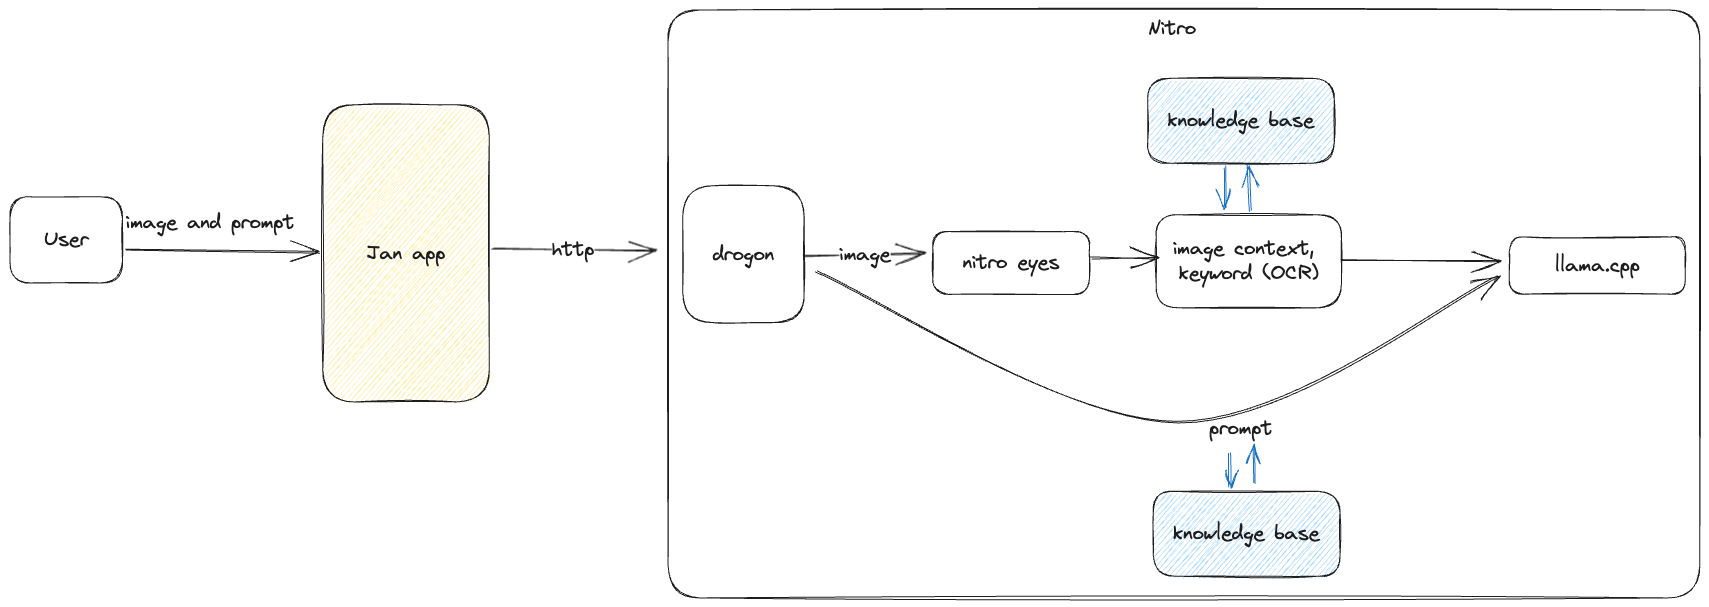 Nitro
knowledge base
User
image and prompt
Jan app
http
drogon
image
nitro eyes
image context,
keyword (OCR)
llama.cpp
prompt
knowledge base